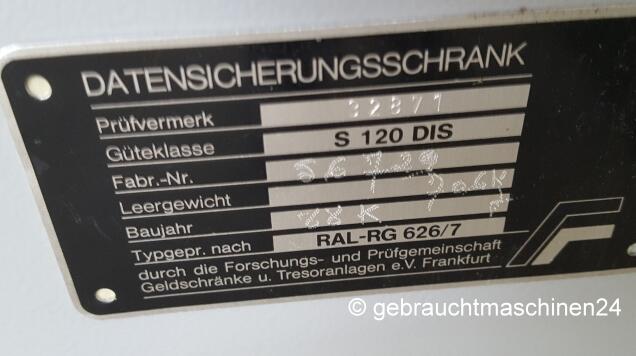 DATENSICHERUNGSSCHRANK
Prüfvermerk 32871
Güteklasse S 120 DIS
Fabr.-Nr.
Leergewicht
Baujahr
Typgepr. nach RAL-RG 626/7
durch die Forschungs- und Prüfgemeinschaft
Geldschränke u. Tresoranlagen e.V. Frankfurt
© gebrauchtmaschinen24